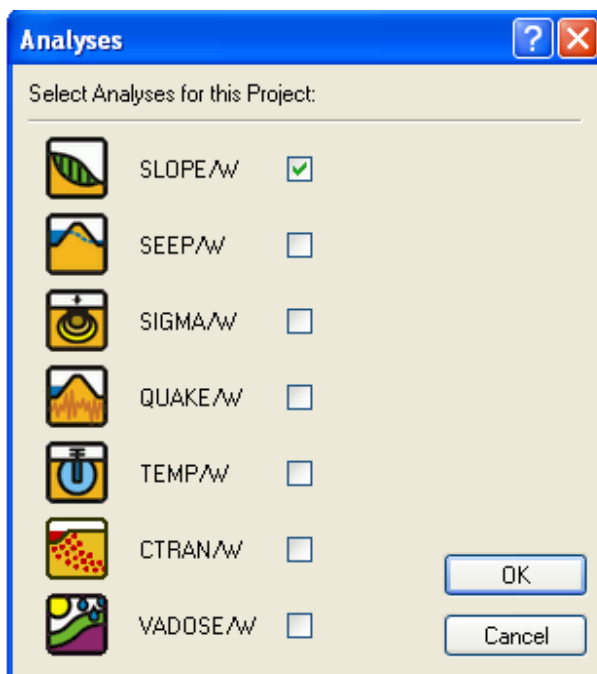 Analyses
Select Analyses for this Project:
SLOPE/W
SEEP/W
SIGMA/W
QUAKE/W
TEMP/W
CTRAN/W
VADOSE/W
OK
Cancel